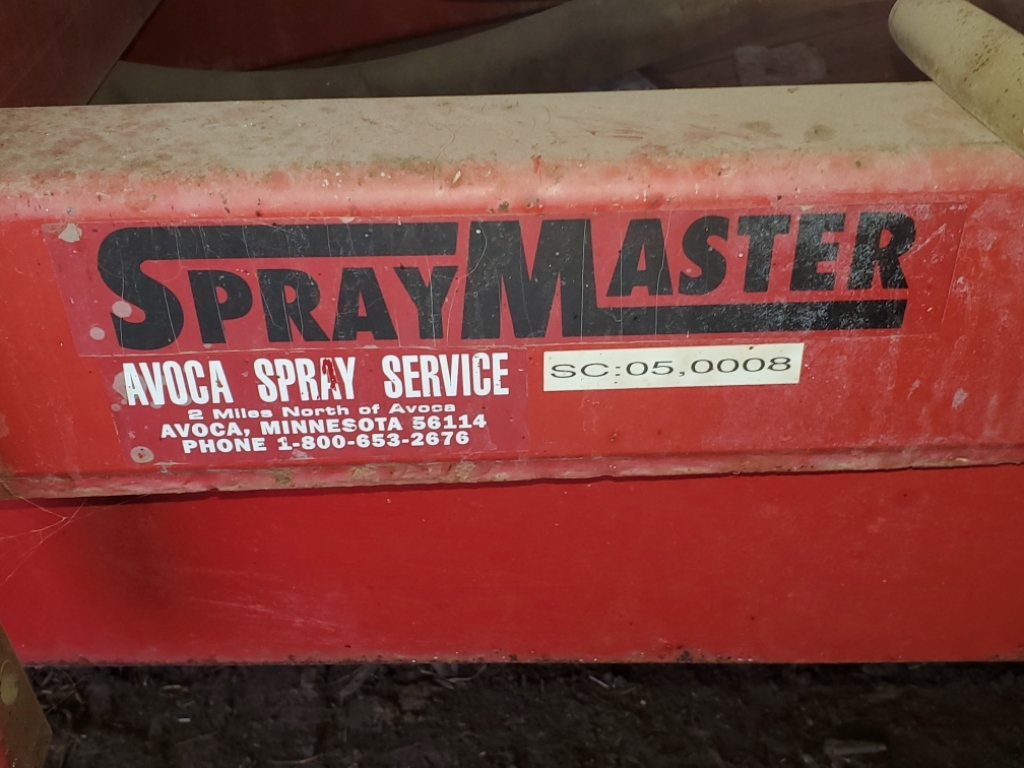 SPRAYMASTER
AVOCA SPRAY SERVICE
SC:05,0008
2 Miles North of Avoca
AVOCA, MINNESOTA 56114
PHONE 1-800-653-2676